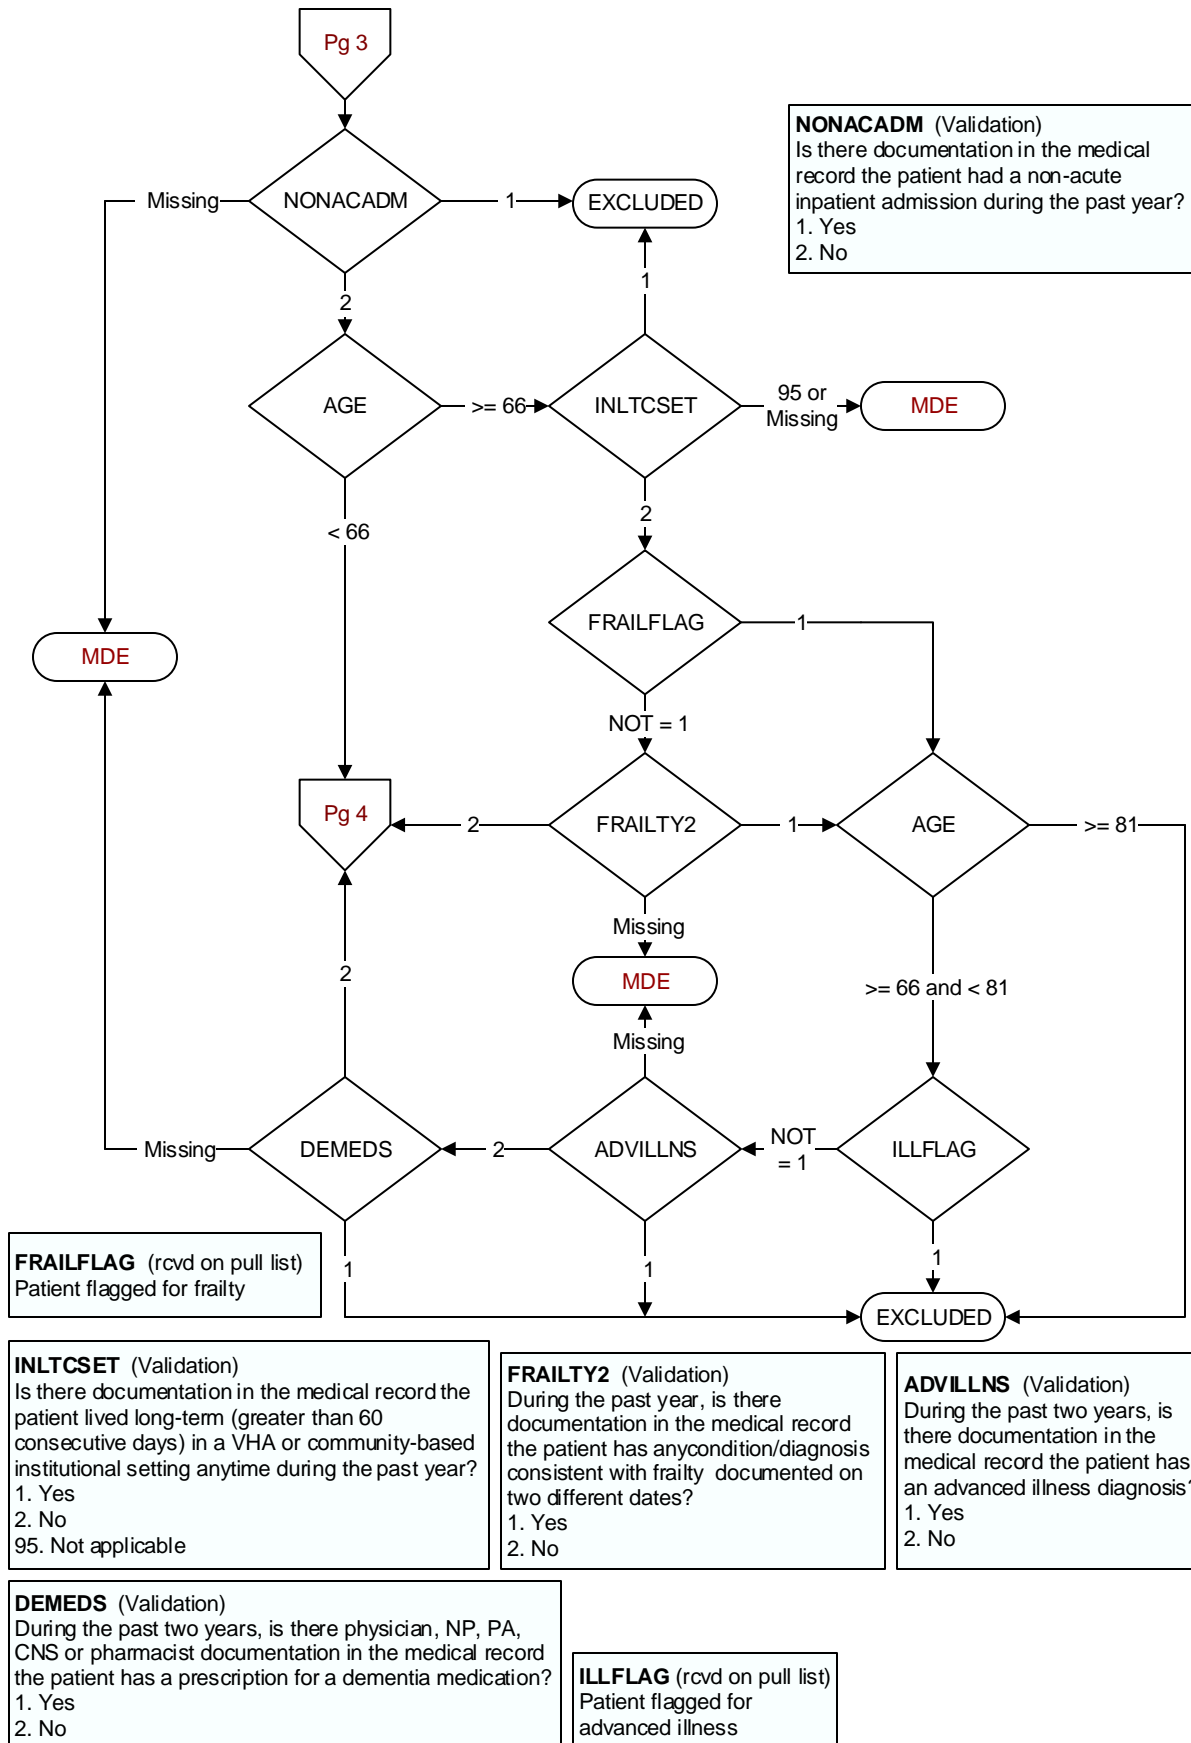 Pg 3
NONACADM (Validation)
Is there documentation in the medical
record the patient had a non-acute
inpatient admission during the past year?
1. Yes
2. No
Missing
NONACADM
1
EXCLUDED
2
1
AGE
>= 66
INLTCSET
95 or
Missing
MDE
< 66
2
FRAILFLAG
1
MDE
NOT = 1
Pg 4
2
FRAILTY2
1
AGE
>= 81
Missing
2
MDE
>= 66 and < 81
Missing
Missing
DEMEDS
2
ADVILLNS
NOT
= 1
ILLFLAG
FRAILFLAG (rcvd on pull list)
Patient flagged for frailty
1
1
1
EXCLUDED
INLTCSET (Validation)
Is there documentation in the medical record the
patient lived long-term (greater than 60
consecutive days) in a VHA or community-based
institutional setting anytime during the past year?
1. Yes
2. No
95. Not applicable
FRAILTY2 (Validation)
During the past year, is there
documentation in the medical record
the patient has anycondition/diagnosis
consistent with frailty documented on
two different dates?
1. Yes
2. No
ADVILLNS (Validation)
During the past two years, is
there documentation in the
medical record the patient has
an advanced illness diagnosis?
1. Yes
2. No
DEMEDS (Validation)
During the past two years, is there physician, NP, PA,
CNS or pharmacist documentation in the medical record
the patient has a prescription for a dementia medication?
1. Yes
2. No
ILLFLAG (rcvd on pull list)
Patient flagged for
advanced illness